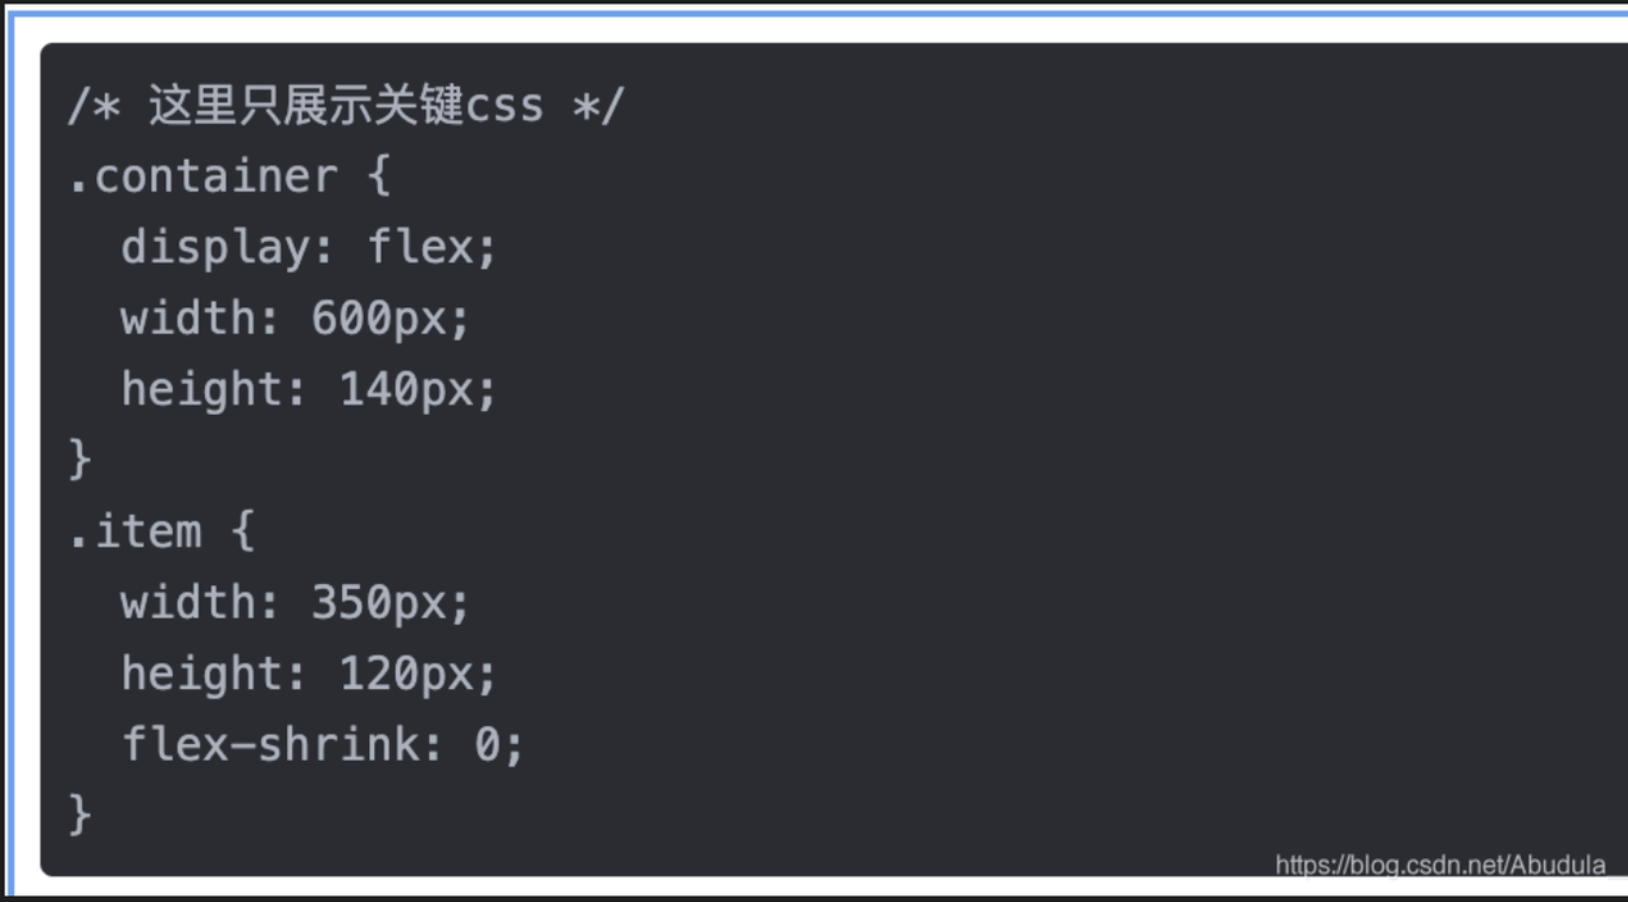 /* 这里只展示关键css */
.container {
  display: flex;
  width: 600px;
  height: 140px;
}
.item {
  width: 350px;
  height: 120px;
  flex-shrink: 0;
}
https://blog.csdn.net/Abudula